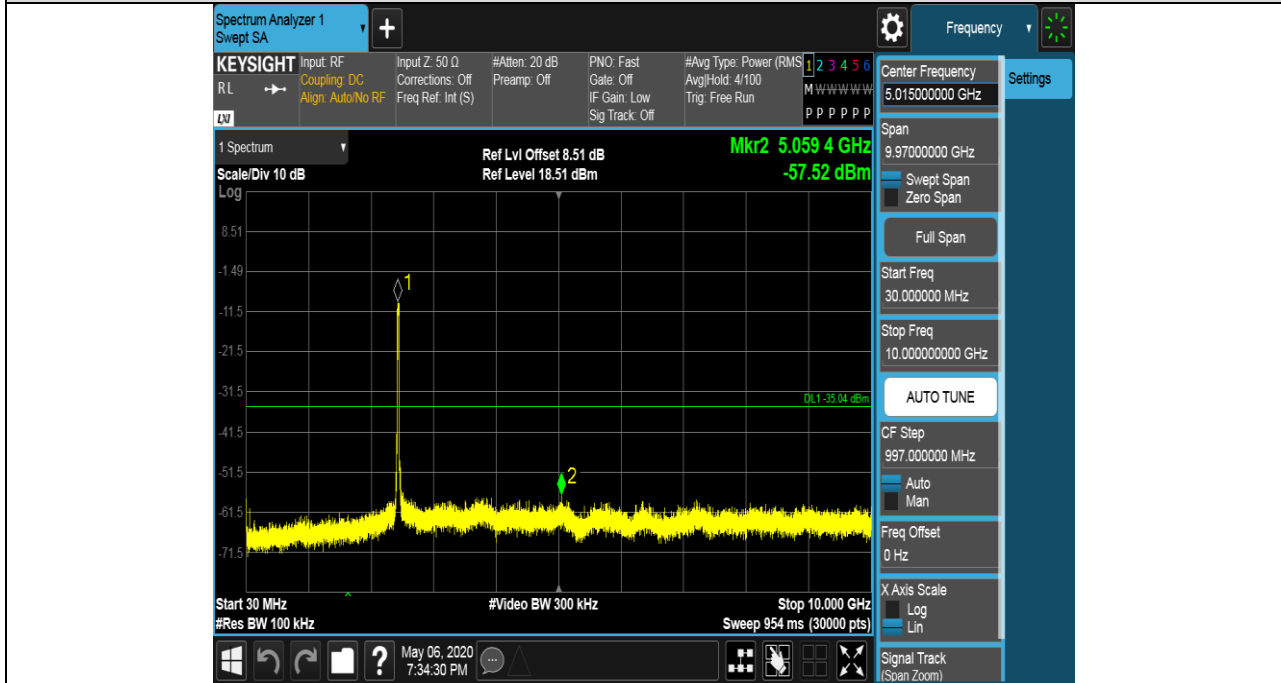 Spectrum Analyzer 1
Swept SA
+
Frequency
KEYSIGHT
RL
LXI
Input: RF
Coupling: DC
Align: Auto/No RF
Input Z: 50 Ω
Corrections: Off
Freq Ref: Int (S)
#Atten: 20 dB
Preamp: Off
PNO: Fast
Gate: Off
IF Gain: Low
Sig Track: Off
#Avg Type: Power (RMS
Avg|Hold: 4/100
Trig: Free Run
1 2 3 4 5 6
M W W W W W
P P P P P P
1 Spectrum
Scale/Div 10 dB
Ref Lvl Offset 8.51 dB
Ref Level 18.51 dBm
Mkr2 5.059 4 GHz
-57.52 dBm
Log
8.51
-1.49
-11.5
-21.5
-31.5
-41.5
-51.5
-61.5
-71.5
1
2
DL1 -35.04 dBm
Start 30 MHz
#Res BW 100 kHz
#Video BW 300 kHz
Stop 10.000 GHz
Sweep 954 ms (30000 pts)
?
May 06, 2020
7:34:30 PM
Center Frequency
5.015000000 GHz
Settings
Span
9.97000000 GHz
Swept Span
Zero Span
Full Span
Start Freq
30.000000 MHz
Stop Freq
10.000000000 GHz
AUTO TUNE
CF Step
997.000000 MHz
Auto
Man
Freq Offset
0 Hz
X Axis Scale
Log
Lin
Signal Track
(Span Zoom)